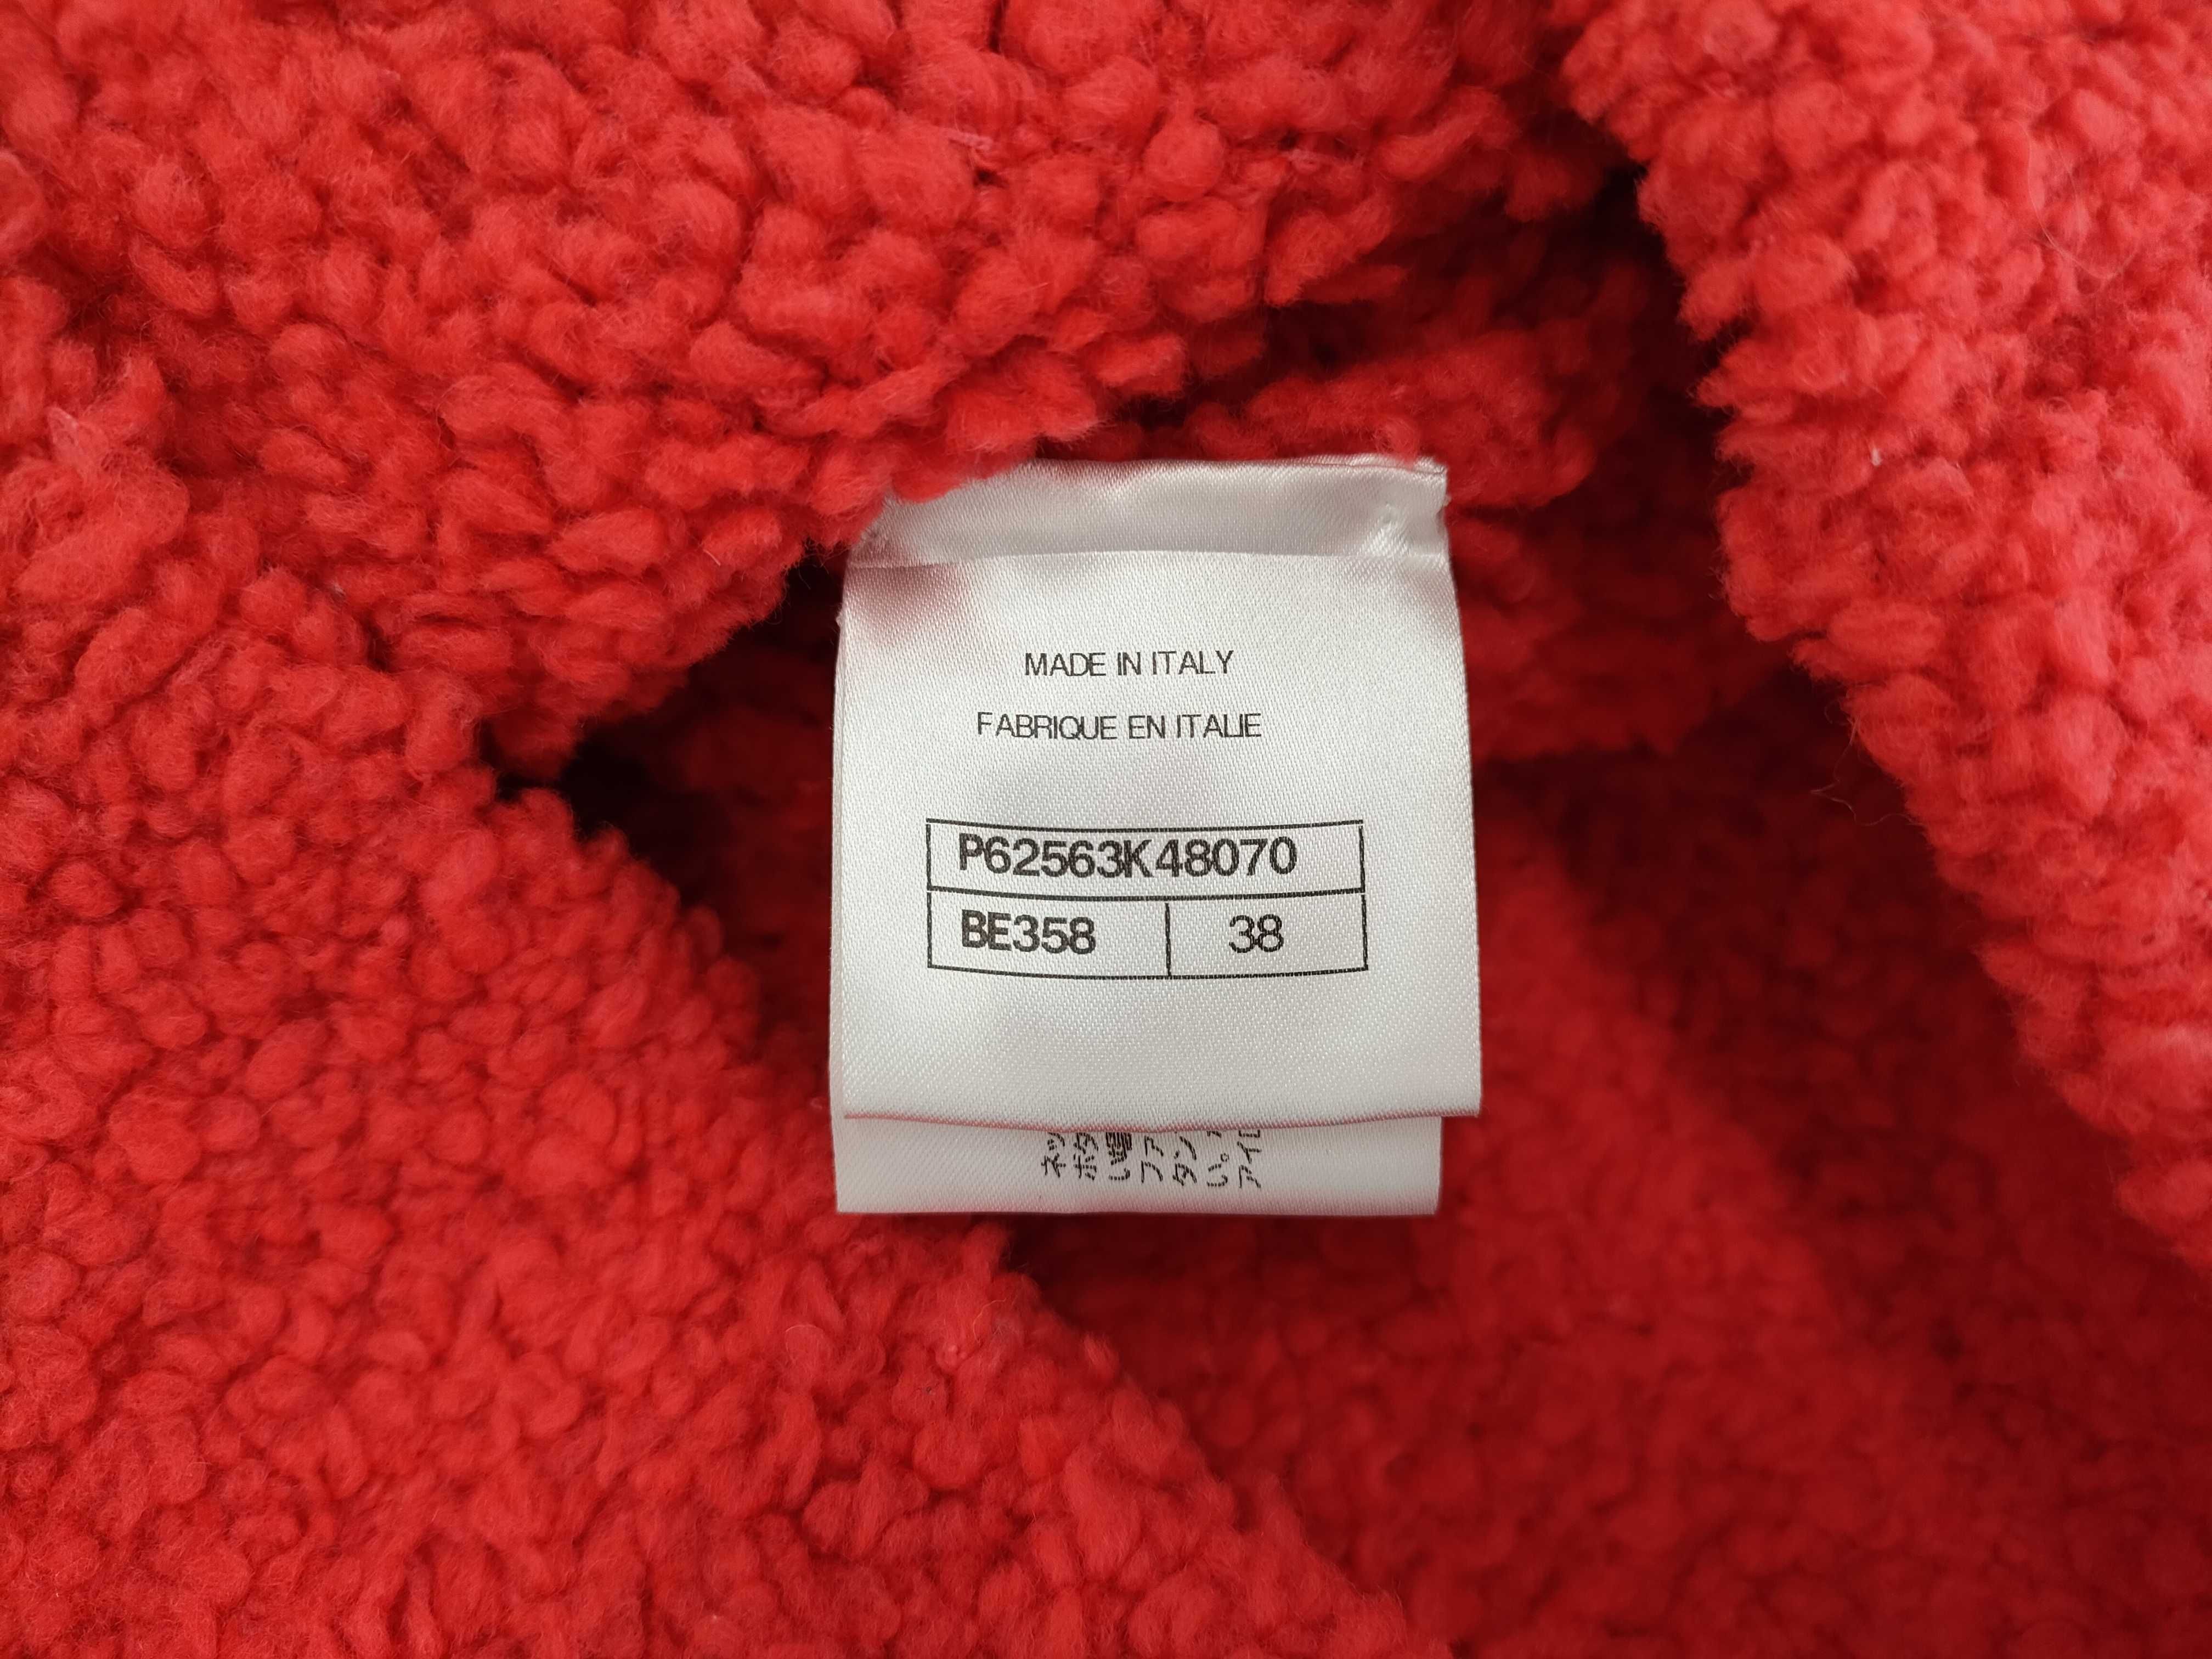 MADE IN ITALY
FABRIQUE EN ITALIE
P62563K48070
BE358 38